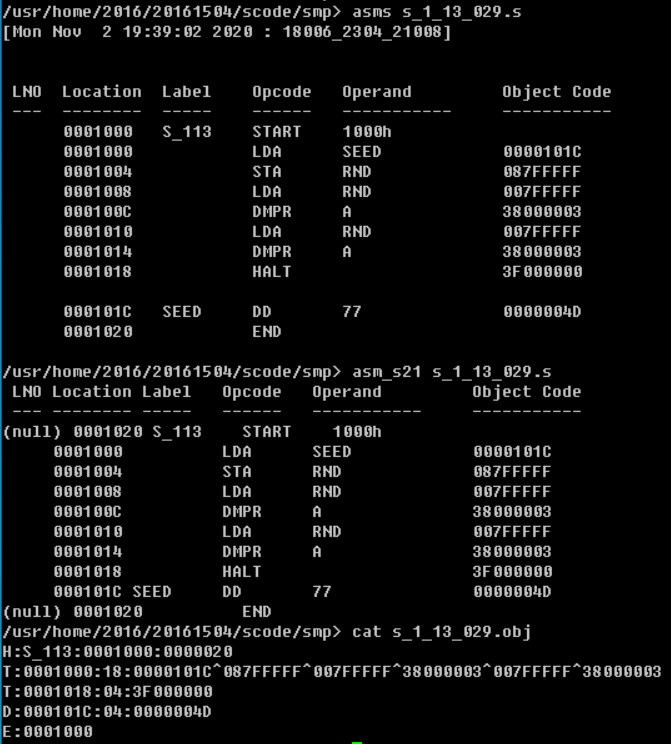 /usr/home/2016/20161504/scode/smp> asms s_1_13_029.s
[Mon Nov  2 19:39:02 2020 : 18006_2304_21008]
LNO  Location  Label    Opcode   Operand         Object Code
---  --------  -----    ------   -----------     -----------
     0001000   S_113    START    1000h
     0001000            LDA      SEED            0000101C
     0001004            STA      RND             087FFFFF
     0001008            LDA      RND             007FFFFF
     000100C            DMPR     A               38000003
     0001010            LDA      RND             007FFFFF
     0001014            DMPR     A               38000003
     0001018            HALT                     3F000000
     000101C   SEED     DD       77              0000004D
     0001020            END
/usr/home/2016/20161504/scode/smp> asm_s21 s_1_13_029.s
 LNO Location Label   Opcode   Operand         Object Code
 --- -------- -----   ------   -----------     -----------
(null) 0001020 S_113    START    1000h
     0001000          LDA      SEED            0000101C
     0001004          STA      RND             087FFFFF
     0001008          LDA      RND             007FFFFF
     000100C          DMPR     A               38000003
     0001010          LDA      RND             007FFFFF
     0001014          DMPR     A               38000003
     0001018          HALT                     3F000000
     000101C SEED     DD       77              0000004D
(null) 0001020          END
/usr/home/2016/20161504/scode/smp> cat s_1_13_029.obj
H:S_113:0001000:0000020
T:0001000:18:0000101C^087FFFFF^007FFFFF^38000003^007FFFFF^38000003
T:0001018:04:3F000000
D:000101C:04:0000004D
E:0001000